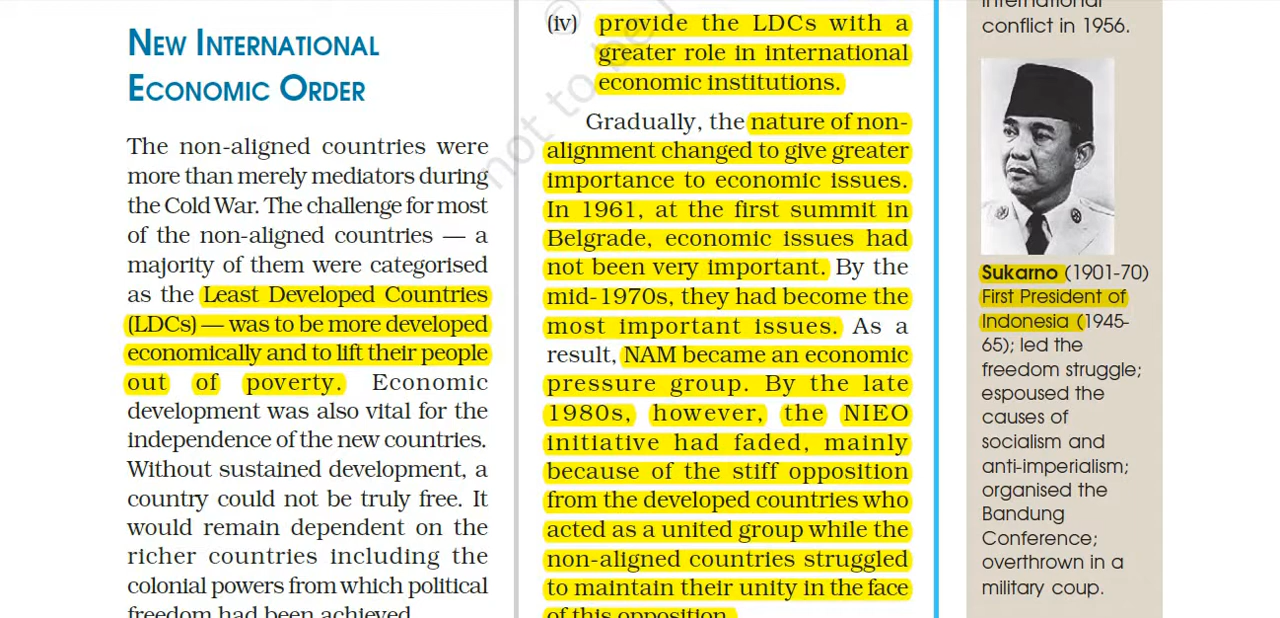 NEW INTERNATIONAL
ECONOMIC ORDER
The non-aligned countries were
more than merely mediators during
the Cold War. The challenge for most
of the non-aligned countries — a
majority of them were categorised
as the Least Developed Countries
(LDCs) — was to be more developed
economically and to lift their people
out of poverty. Economic
development was also vital for the
independence of the new countries.
Without sustained development, a
country could not be truly free. It
would remain dependent on the
richer countries including the
colonial powers from which political
freedom had been achieved.
(iv) provide the LDCs with a
greater role in international
economic institutions.
Gradually, the nature of non-
alignment changed to give greater
importance to economic issues.
In 1961, at the first summit in
Belgrade, economic issues had
not been very important. By the
mid-1970s, they had become the
most important issues. As a
result, NAM became an economic
pressure group. By the late
1980s, however, the NIEO
initiative had faded, mainly
because of the stiff opposition
from the developed countries who
acted as a united group while the
non-aligned countries struggled
to maintain their unity in the face
of this opposition.
international
conflict in 1956.
Sukarno (1901-70)
First President of
Indonesia (1945-
65); led the
freedom struggle;
espoused the
causes of
socialism and
anti-imperialism;
organised the
Bandung
Conference;
overthrown in a
military coup.
©
not to be